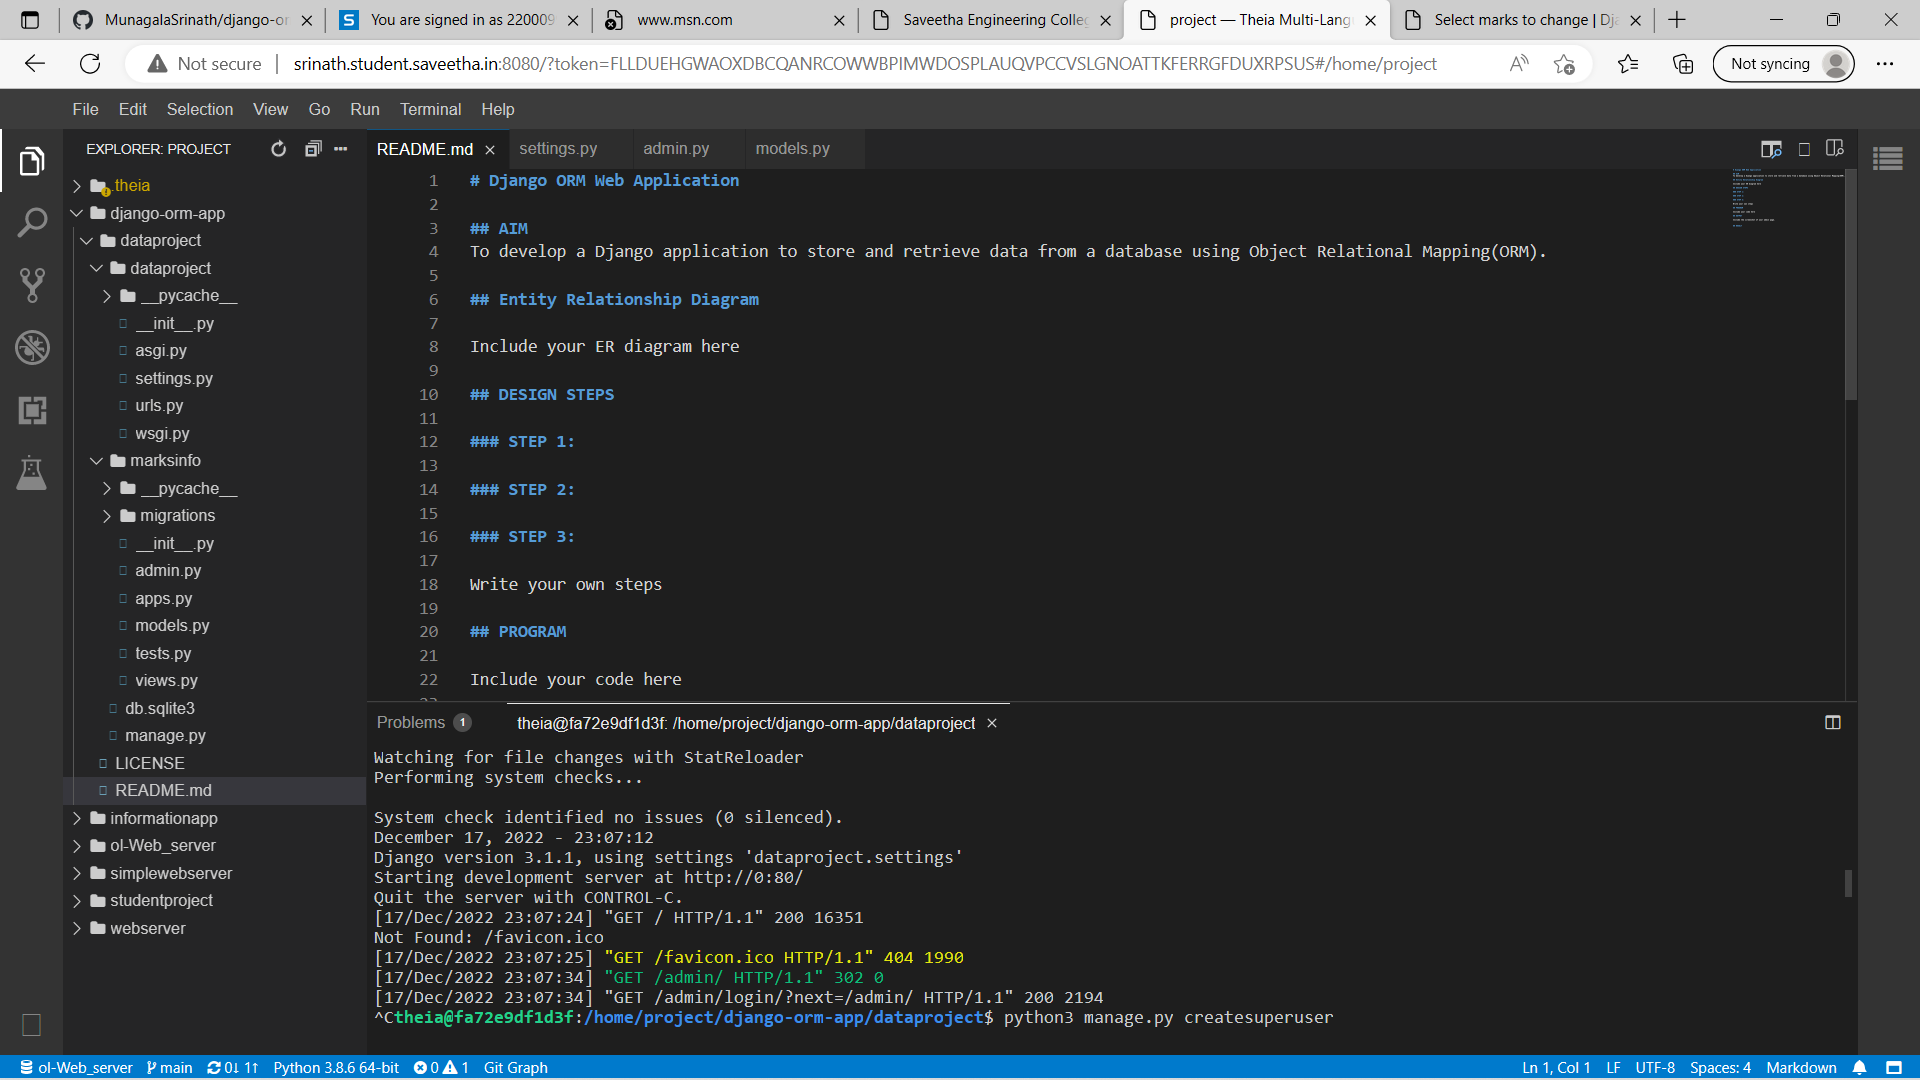 MunagalaSrinath/django-or
You are signed in as 220009
www.msn.com
Saveetha Engineering Colleg
project — Theia Multi-Lang
Select marks to change | Dja
Not secure
srinath.student.saveetha.in:8080/?token=FLLDUEHGWAOXDBCQANRCOWWBPIMWDOSPLAUQVPCCVSLGNOATTKFERRGFDUXRPSUS#/home/project
Not syncing
File Edit Selection View Go Run Terminal Help
EXPLORER: PROJECT
.theia
django-orm-app
dataproject
dataproject
__pycache__
__init__.py
asgi.py
settings.py
urls.py
wsgi.py
marksinfo
__pycache__
migrations
__init__.py
admin.py
apps.py
models.py
tests.py
views.py
db.sqlite3
manage.py
LICENSE
README.md
informationapp
ol-Web_server
simplewebserver
studentproject
webserver
README.md settings.py admin.py models.py
1 # Django ORM Web Application
2
3 ## AIM
4 To develop a Django application to store and retrieve data from a database using Object Relational Mapping(ORM).
5
6 ## Entity Relationship Diagram
7
8 Include your ER diagram here
9
10 ## DESIGN STEPS
11
12 ### STEP 1:
13
14 ### STEP 2:
15
16 ### STEP 3:
17
18 Write your own steps
19
20 ## PROGRAM
21
22 Include your code here
Problems 1
theia@fa72e9df1d3f: /home/project/django-orm-app/dataproject
Watching for file changes with StatReloader
Performing system checks...
System check identified no issues (0 silenced).
December 17, 2022 - 23:07:12
Django version 3.1.1, using settings 'dataproject.settings'
Starting development server at http://0:80/
Quit the server with CONTROL-C.
[17/Dec/2022 23:07:24] "GET / HTTP/1.1" 200 16351
Not Found: /favicon.ico
[17/Dec/2022 23:07:25] "GET /favicon.ico HTTP/1.1" 404 1990
[17/Dec/2022 23:07:34] "GET /admin/ HTTP/1.1" 302 0
[17/Dec/2022 23:07:34] "GET /admin/login/?next=/admin/ HTTP/1.1" 200 2194
^Ctheia@fa72e9df1d3f:/home/project/django-orm-app/dataproject$ python3 manage.py createsuperuser
ol-Web_server main 0↓ 1↑ Python 3.8.6 64-bit 0 1 Git Graph
Ln 1, Col 1 LF UTF-8 Spaces: 4 Markdown